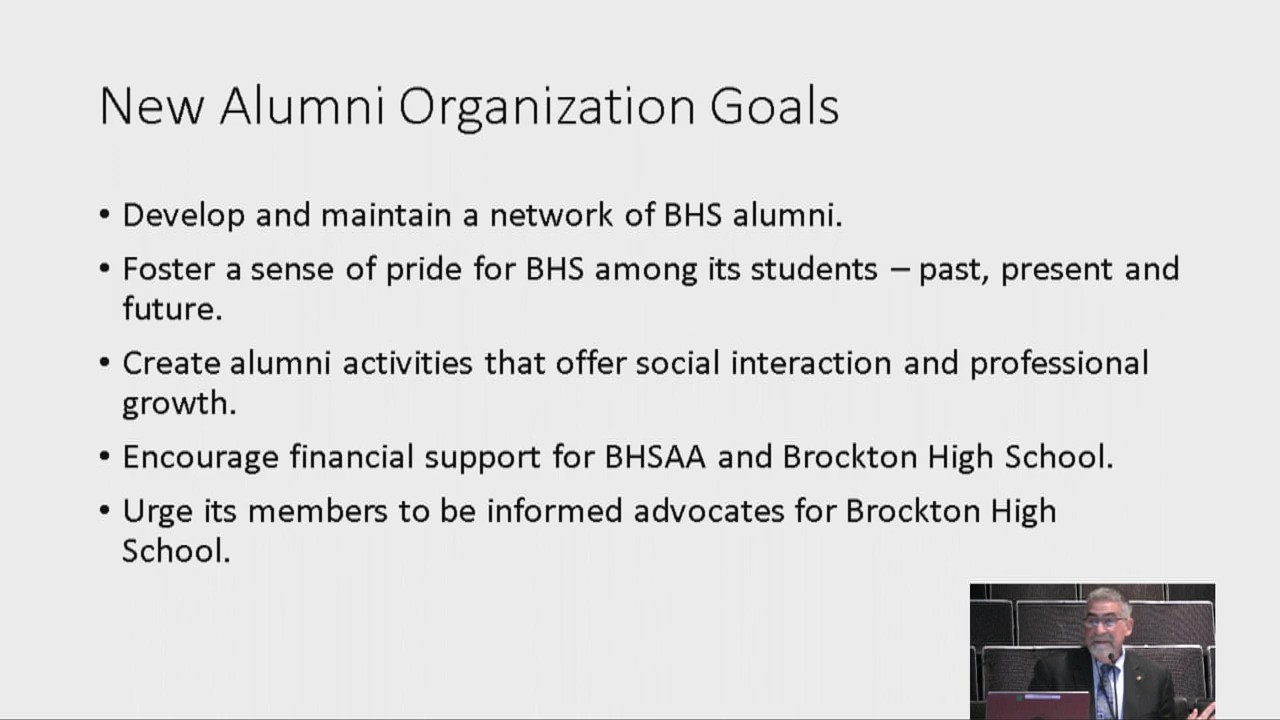 New Alumni Organization Goals
• Develop and maintain a network of BHS alumni.
• Foster a sense of pride for BHS among its students – past, present and
future.
• Create alumni activities that offer social interaction and professional
growth.
• Encourage financial support for BHSAA and Brockton High School.
• Urge its members to be informed advocates for Brockton High
School.